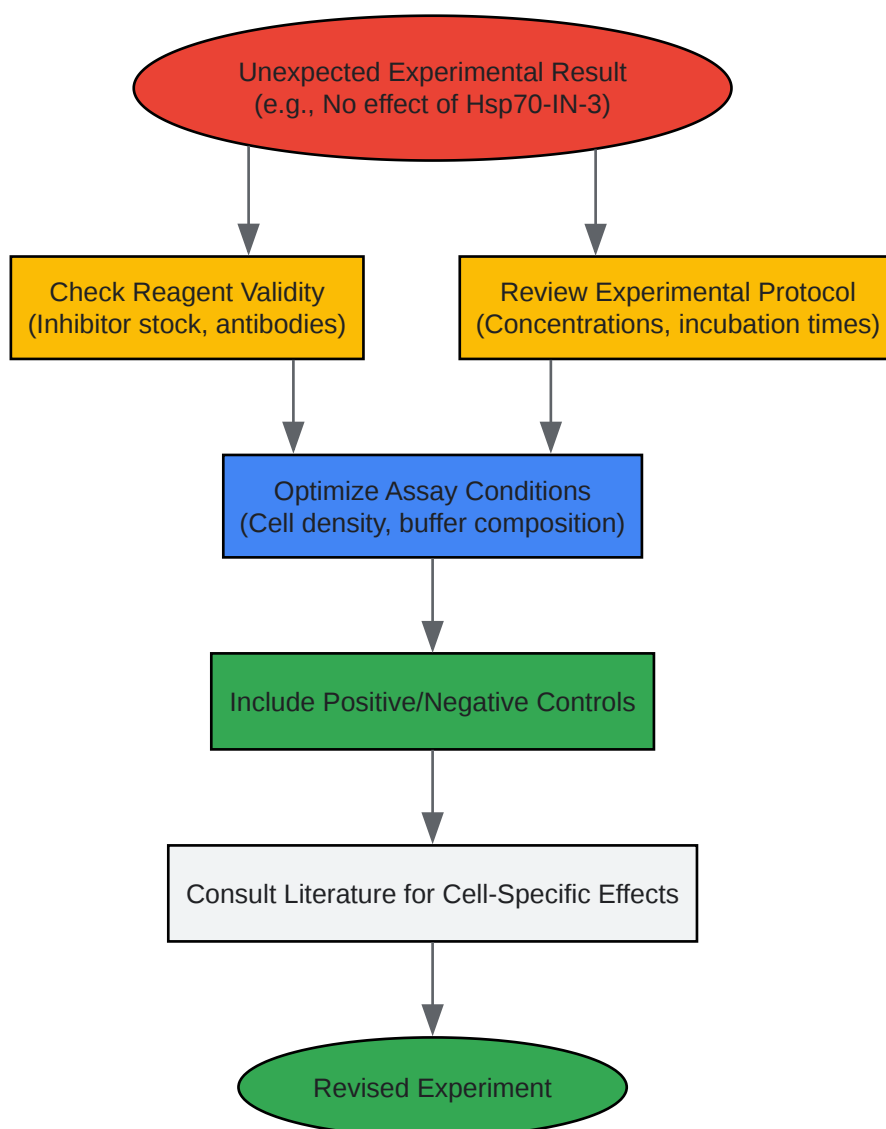 Unexpected Experimental Result
(e.g., No effect of Hsp70-IN-3)
Check Reagent Validity
(Inhibitor stock, antibodies)
Review Experimental Protocol
(Concentrations, incubation times)
Optimize Assay Conditions
(Cell density, buffer composition)
Include Positive/Negative Controls
Consult Literature for Cell-Specific Effects
Revised Experiment